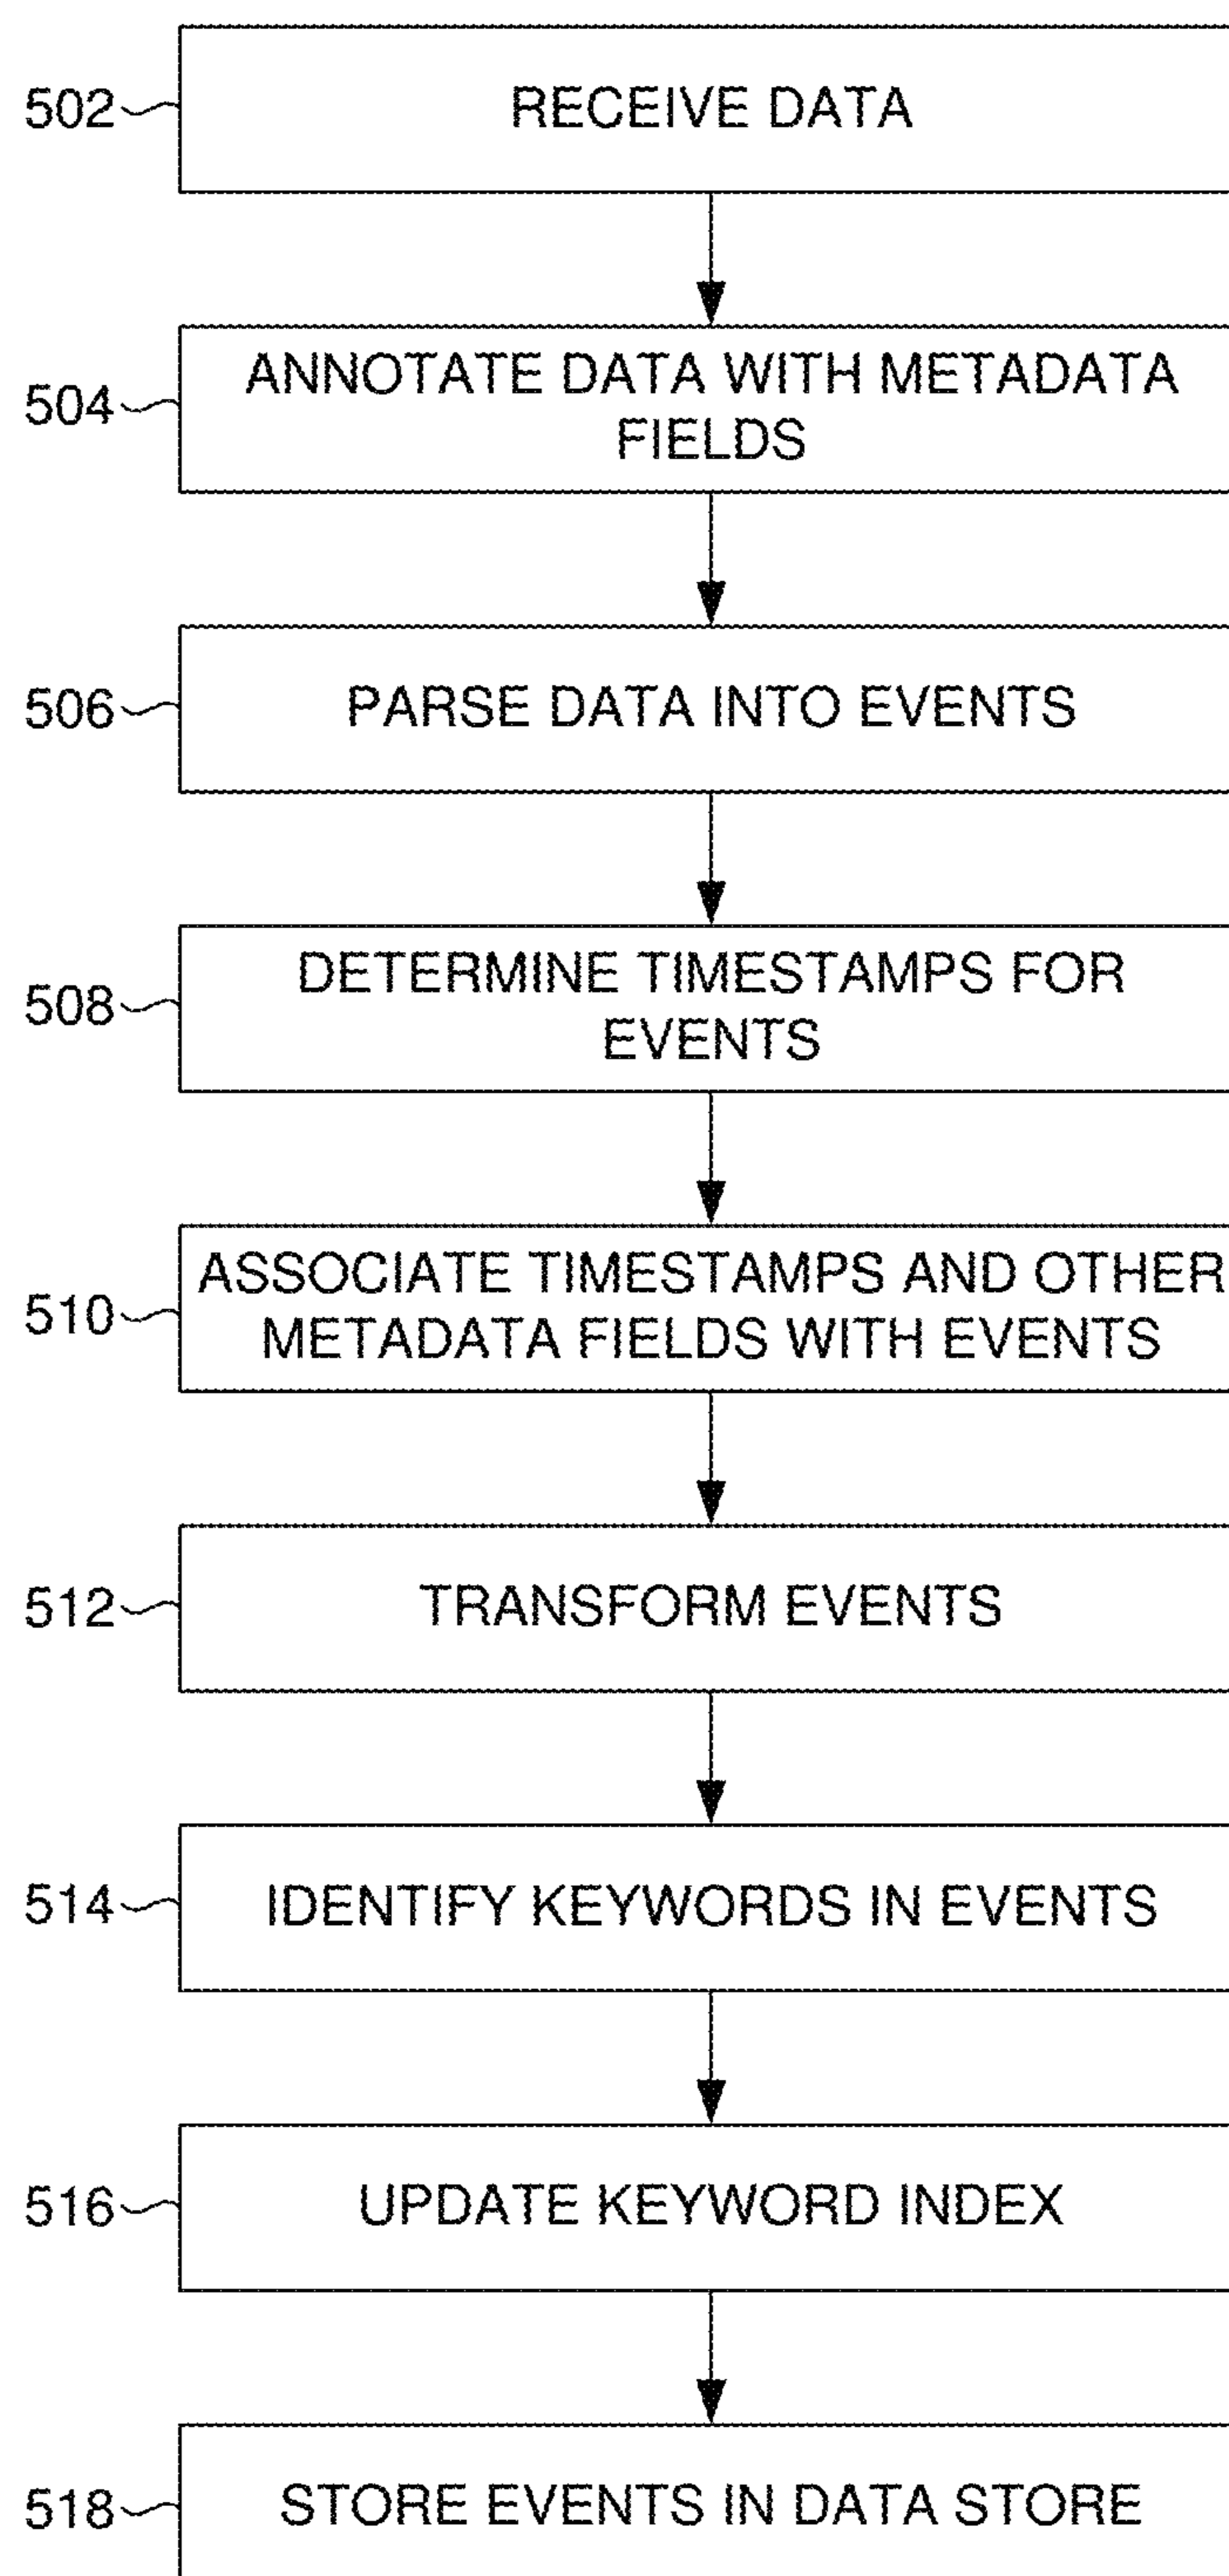 502
RECEIVE DATA
504
ANNOTATE DATA WITH METADATA
FIELDS
506
PARSE DATA INTO EVENTS
508
DETERMINE TIMESTAMPS FOR
EVENTS
510
ASSOCIATE TIMESTAMPS AND OTHER
METADATA FIELDS WITH EVENTS
512
TRANSFORM EVENTS
514
IDENTIFY KEYWORDS IN EVENTS
516
UPDATE KEYWORD INDEX
518
STORE EVENTS IN DATA STORE